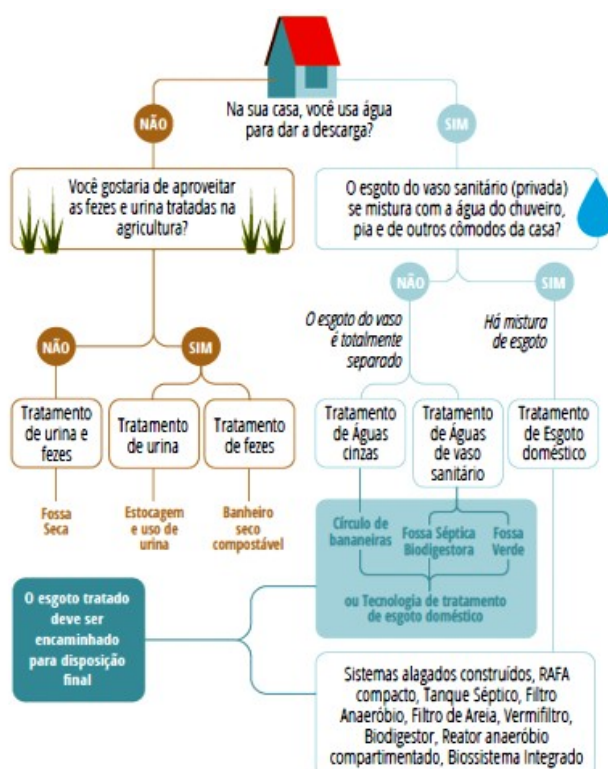 Na sua casa, você usa água
para dar a descarga?
NÃO
SIM
Você gostaria de aproveitar
as fezes e urina tratadas na
agricultura?
O esgoto do vaso sanitário (privada)
se mistura com a água do chuveiro,
pia e de outros cômodos da casa?
NÃO
SIM
O esgoto do vaso
é totalmente
separado
Há mistura
de esgoto
NÃO
SIM
Tratamento
de urina e
fezes
Tratamento
de urina
Tratamento
de fezes
Tratamento
de Águas
cinzas
Tratamento
de Águas
de vaso
sanitário
Tratamento
de Esgoto
doméstico
Fossa
Seca
Estocagem
e uso de
urina
Banheiro
seco
compostável
Círculo de
bananeiras
Fossa Séptica
Biodigestora
Fossa
Verde
ou Tecnologia de tratamento
de esgoto doméstico
O esgoto tratado
deve ser
encaminhado
para disposição
final
Sistemas alagados construídos, RAFA
compacto, Tanque Séptico, Filtro
Anaeróbio, Filtro de Areia, Vermifiltro,
Biodigestor, Reator anaeróbio
compartimentado, Biossistema Integrado